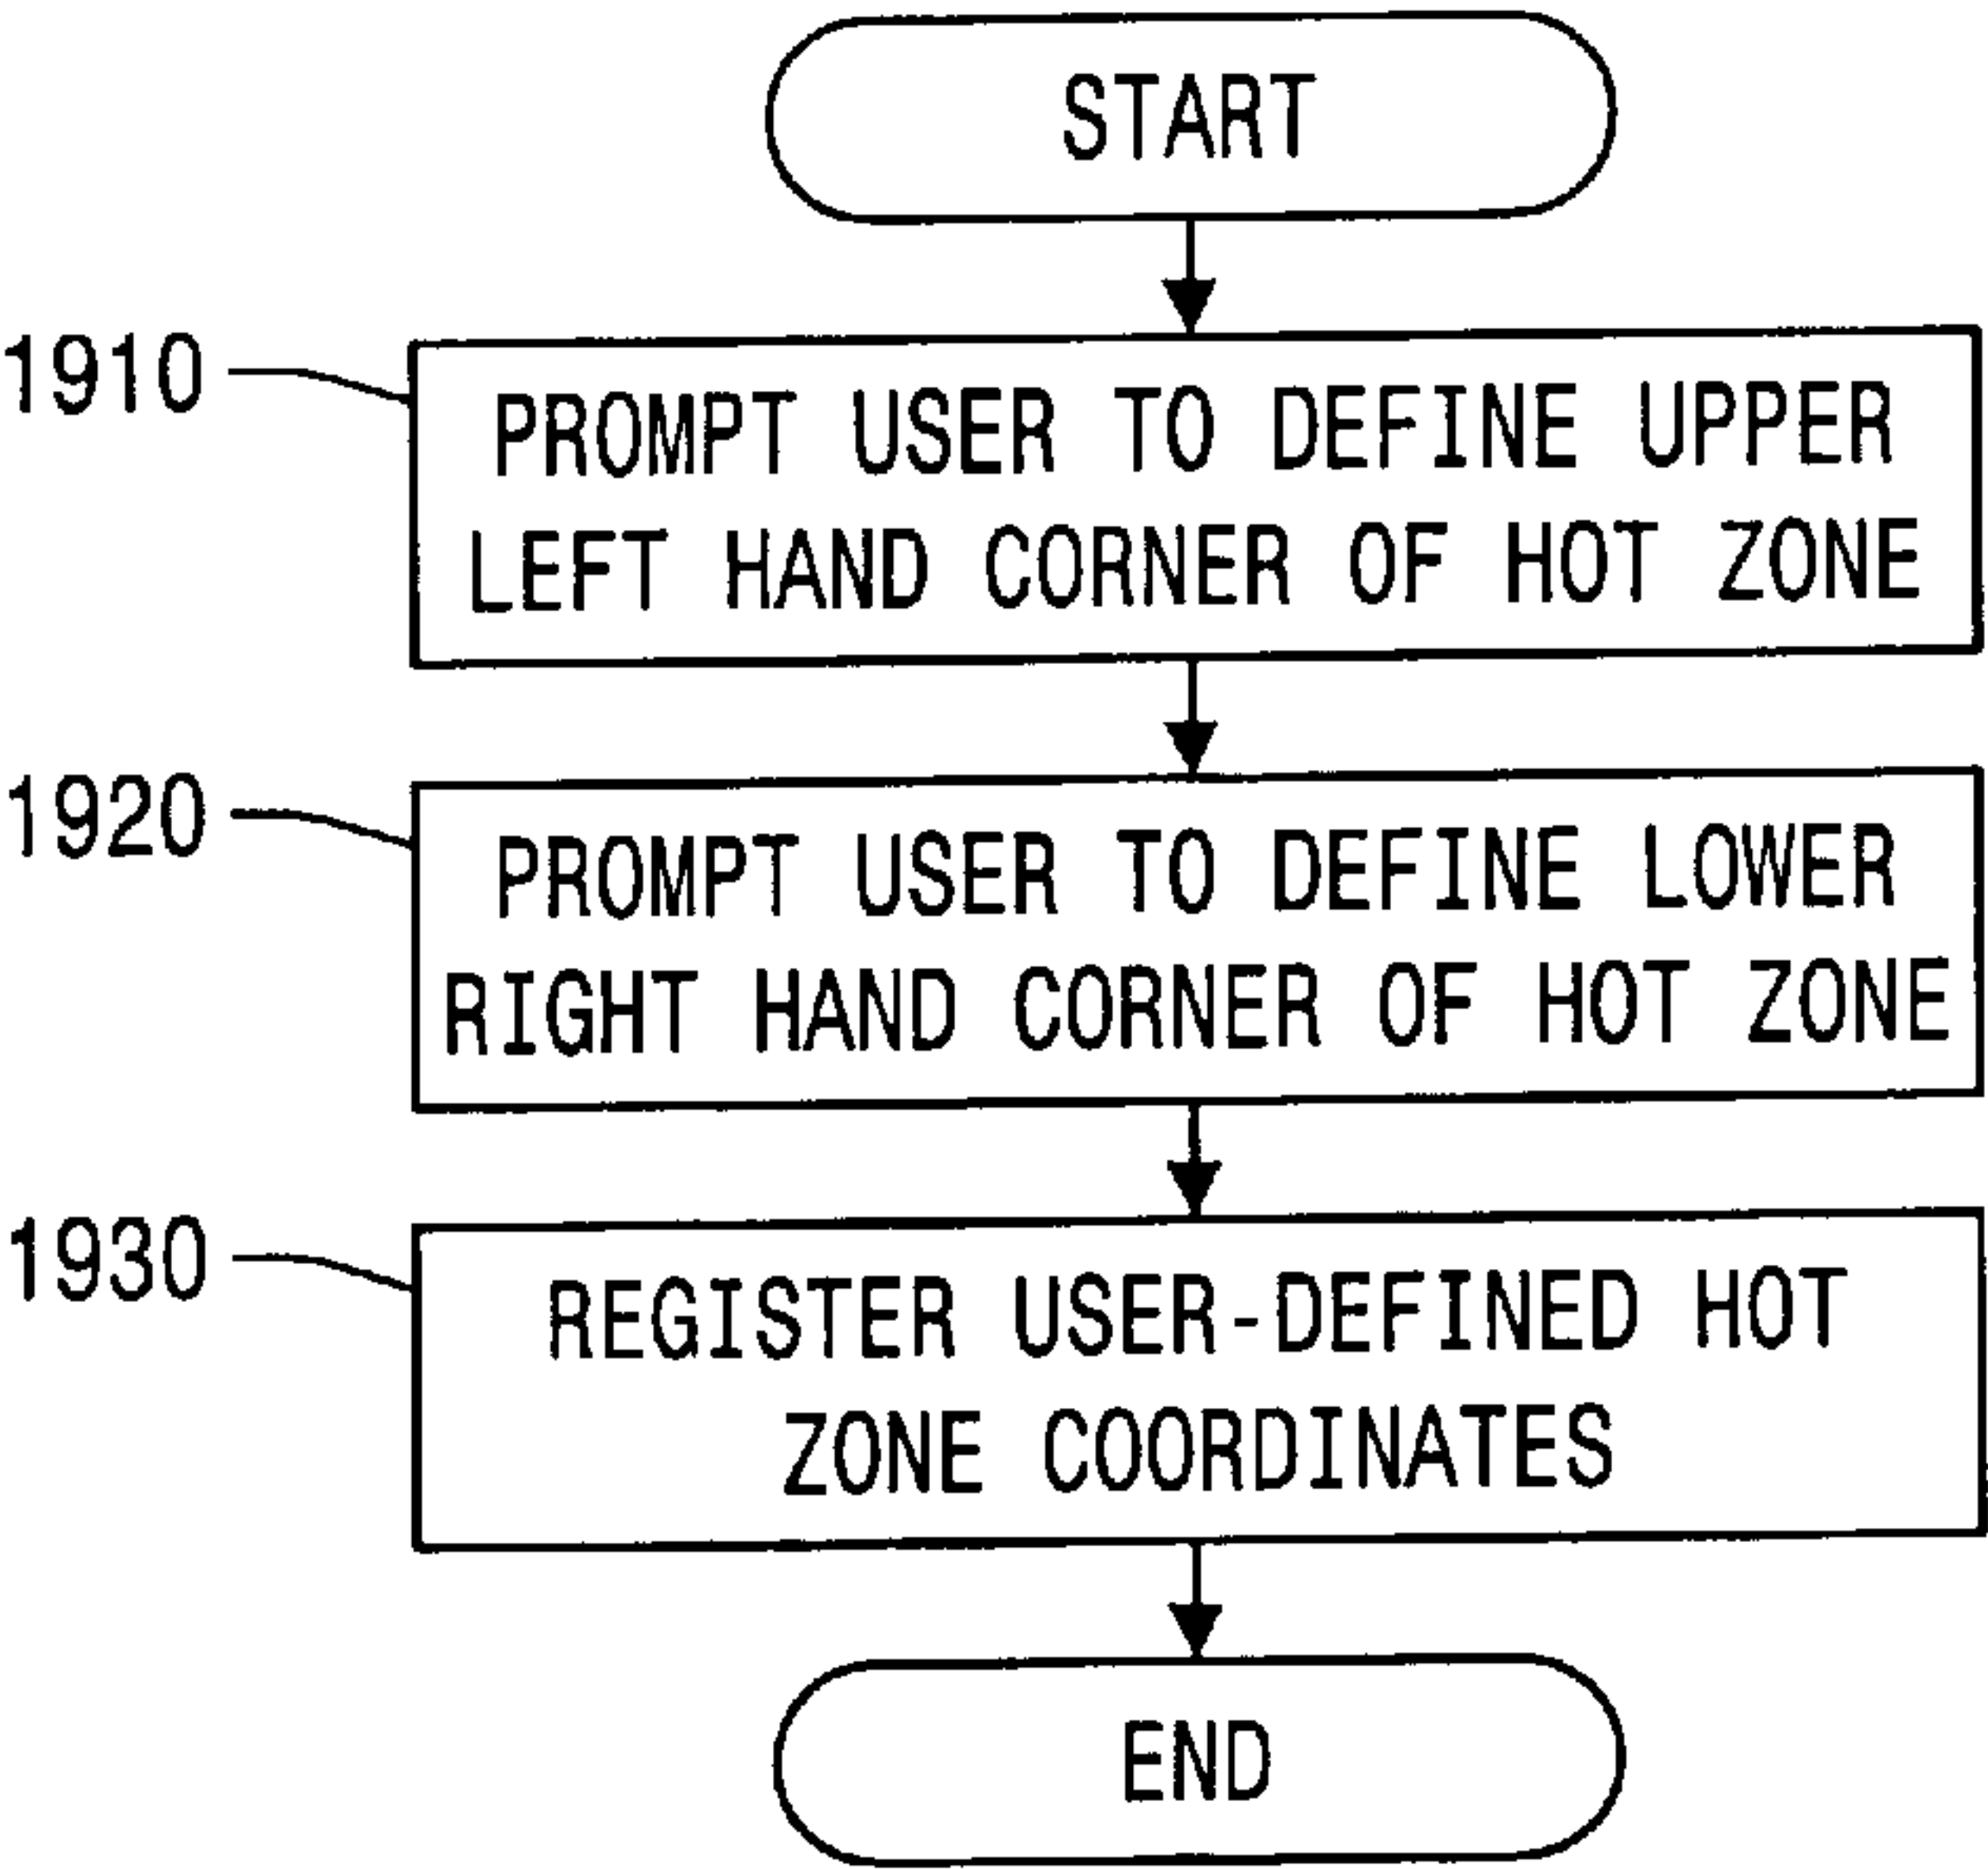 START
1910
PROMPT USER TO DEFINE UPPER
LEFT HAND CORNER OF HOT ZONE
1920
PROMPT USER TO DEFINE LOWER
RIGHT HAND CORNER OF HOT ZONE
1930
REGISTER USER-DEFINED HOT
ZONE COORDINATES
END